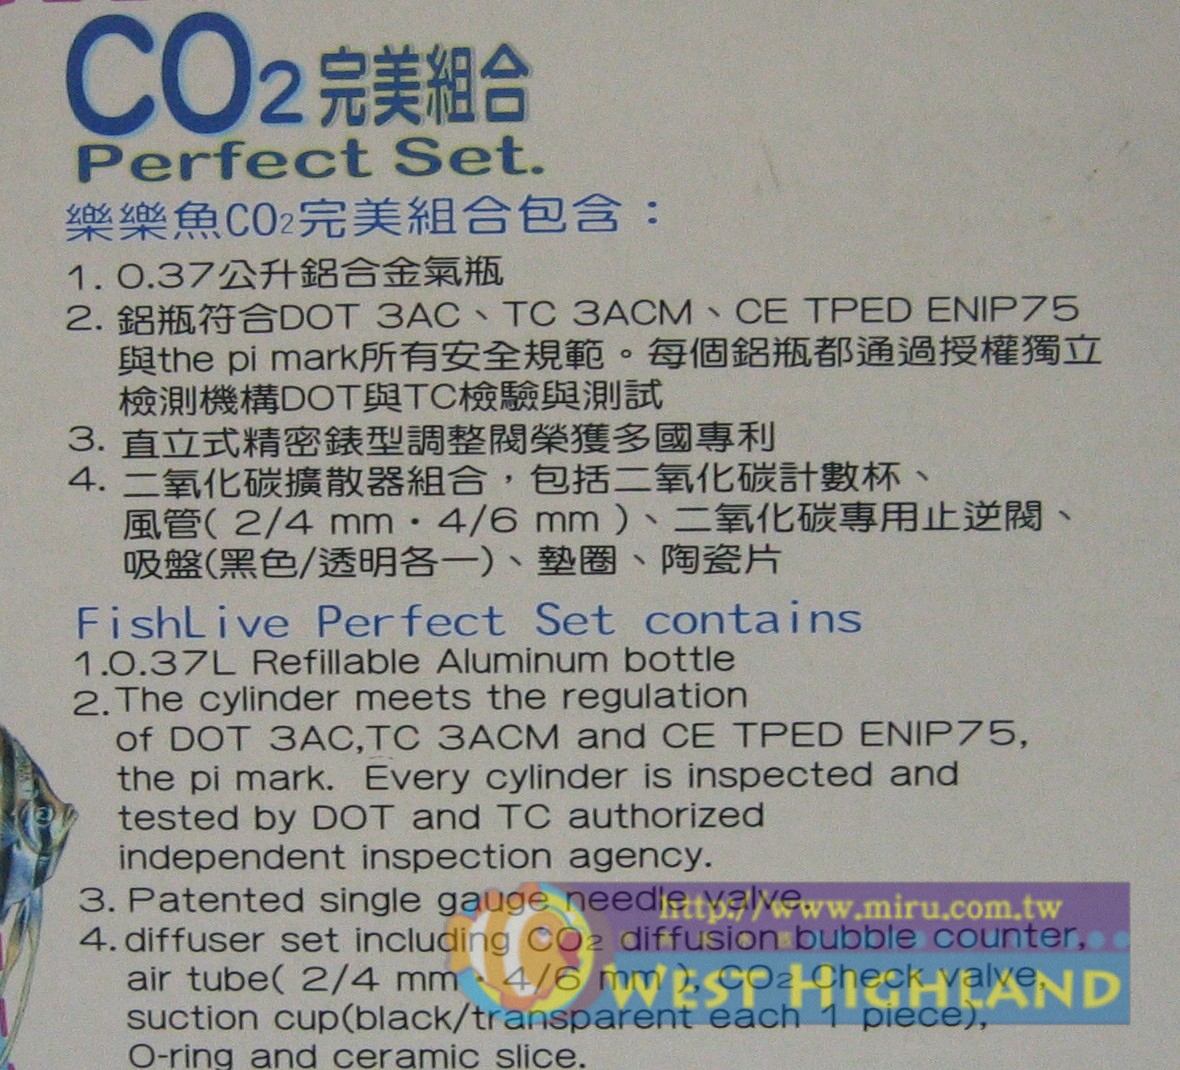 CO2完美組合
Perfect Set.
樂樂魚CO2完美組合包含：
1. 0.37公升鋁合金氣瓶
2. 鋁瓶符合DOT 3AC、TC 3ACM、CE TPED ENIP75
與the pi mark所有安全規範。每個鋁瓶都通過授權獨立
檢測機構DOT與TC檢驗與測試
3. 直立式精密錶型調整閥榮獲多國專利
4. 二氧化碳擴散器組合，包括二氧化碳計數杯、
風管( 2/4 mm・4/6 mm )、二氧化碳專用止逆閥、
吸盤(黑色/透明各一)、墊圈、陶瓷片
FishLive Perfect Set contains
1.0.37L Refillable Aluminum bottle
2.The cylinder meets the regulation
of DOT 3AC,TC 3ACM and CE TPED ENIP75,
the pi mark. Every cylinder is inspected and
tested by DOT and TC authorized
independent inspection agency.
3. Patented single gauge needle valve.
http://www.miru.com.tw
4. diffuser set including CO2 diffusion bubble counter,
air tube( 2/4 mm・4/6 mm ), CO2 Check valve,
WEST HIGHLAND
suction cup(black/transparent each 1 piece),
O-ring and ceramic slice.